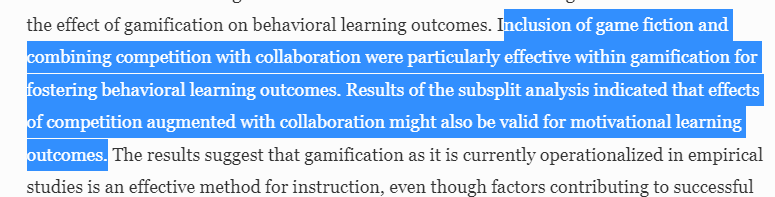 the effect of gamification on behavioral learning outcomes. Inclusion of game fiction and
combining competition with collaboration were particularly effective within gamification for
fostering behavioral learning outcomes. Results of the subsplit analysis indicated that effects
of competition augmented with collaboration might also be valid for motivational learning
outcomes. The results suggest that gamification as it is currently operationalized in empirical
studies is an effective method for instruction, even though factors contributing to successful